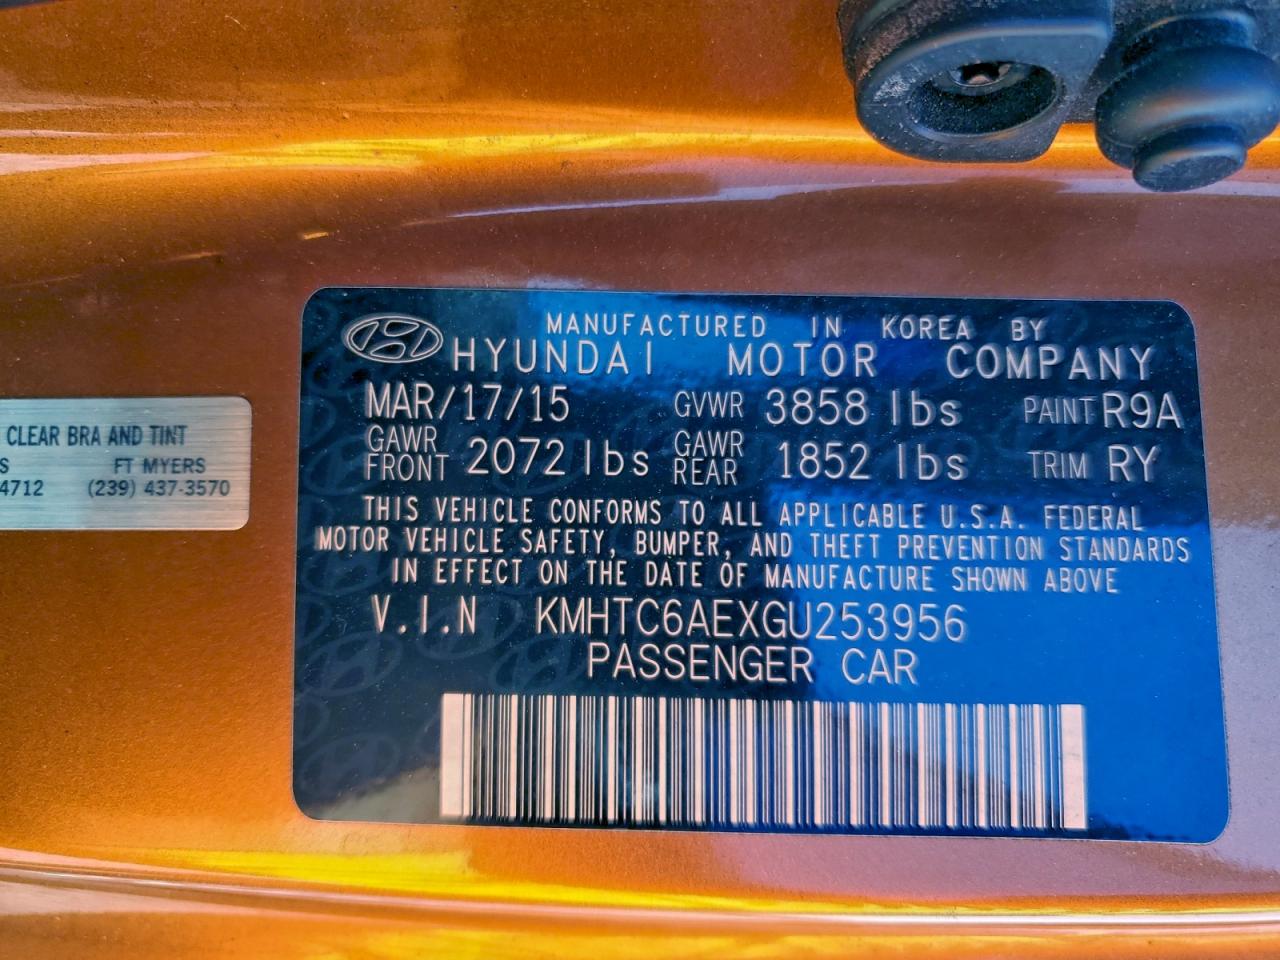 MANUFACTURED IN KOREA BY
HYUNDAI MOTOR COMPANY
MAR/17/15 GVWR 3858 lbs PAINT R9A
GAWR FRONT 2072 lbs GAWR REAR 1852 lbs TRIM RY
THIS VEHICLE CONFORMS TO ALL APPLICABLE U.S.A. FEDERAL
MOTOR VEHICLE SAFETY, BUMPER, AND THEFT PREVENTION STANDARDS
IN EFFECT ON THE DATE OF MANUFACTURE SHOWN ABOVE
V.I.N KMHTC6AEXGU253956
PASSENGER CAR
CLEAR BRA AND TINT
S FT MYERS
4712 (239) 437-3570